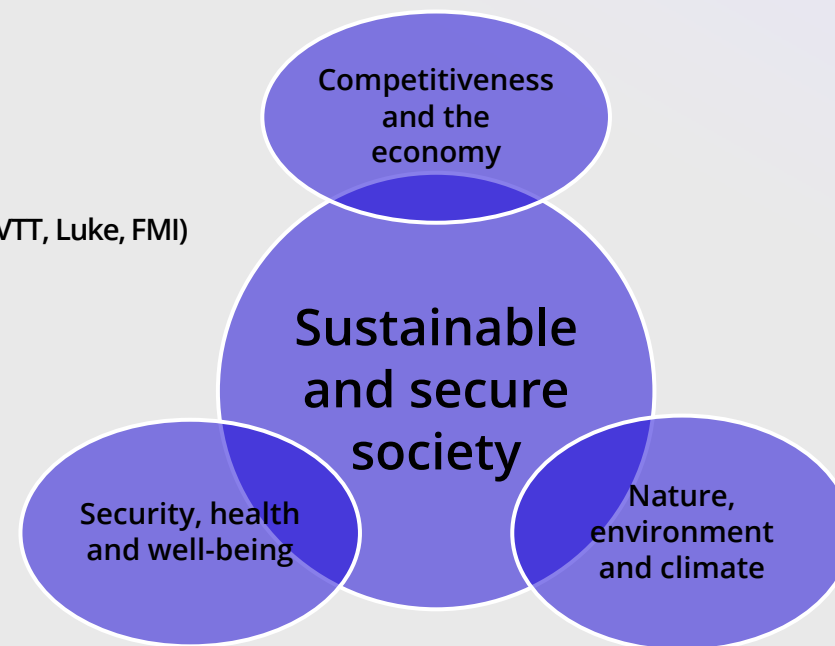 Competitiveness
and the
economy
VTT, Luke, FMI)
Sustainable
and secure
society
Security, health
and well-being
Nature,
environment
and climate